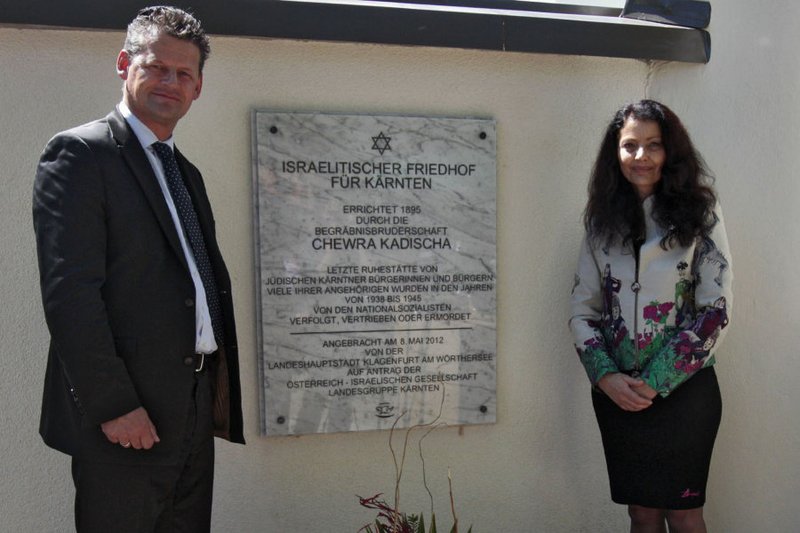 ISRAELITISCHER FRIEDHOF
FÜR KÄRNTEN
ERRICHTET 1895
DURCH DIE
BEGRÄBNISBRUDERSCHAFT
CHEWRA KADISCHA
LETZTE RUHESTÄTTE VON
JÜDISCHEN KÄRNTNER BÜRGERINNEN UND BÜRGERN
VIELE IHRER ANGEHÖRIGEN WURDEN IN DEN JAHREN
VON 1938 BIS 1945
VON DEN NATIONALSOZIALISTEN
VERFOLGT, VERTRIEBEN ODER ERMORDET
ANGEBRACHT AM 8. MAI 2012
VON DER
LANDESHAUPTSTADT KLAGENFURT AM WÖRTHERSEE
AUF ANTRAG DER
ÖSTERREICH - ISRAELISCHEN GESELLSCHAFT
LANDESGRUPPE KÄRNTEN